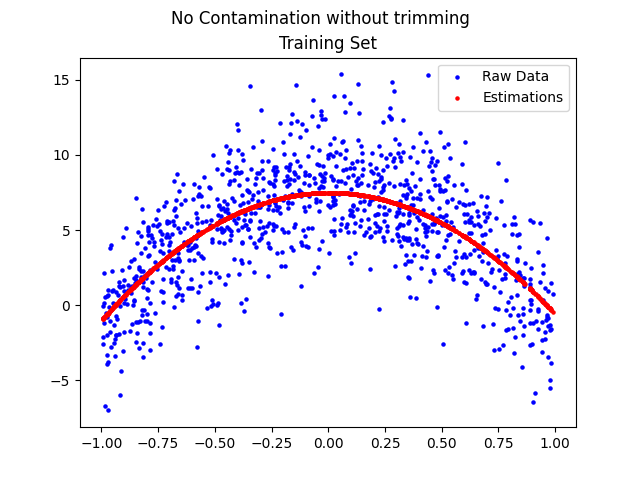 No Contamination without trimming
Training Set
Raw Data
Estimations
15
10
5
0
−5
−1.00 −0.75 −0.50 −0.25 0.00 0.25 0.50 0.75 1.00